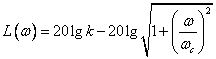 L(ω) = 20lg k − 20lg √(1+(ω/ω_c)²)